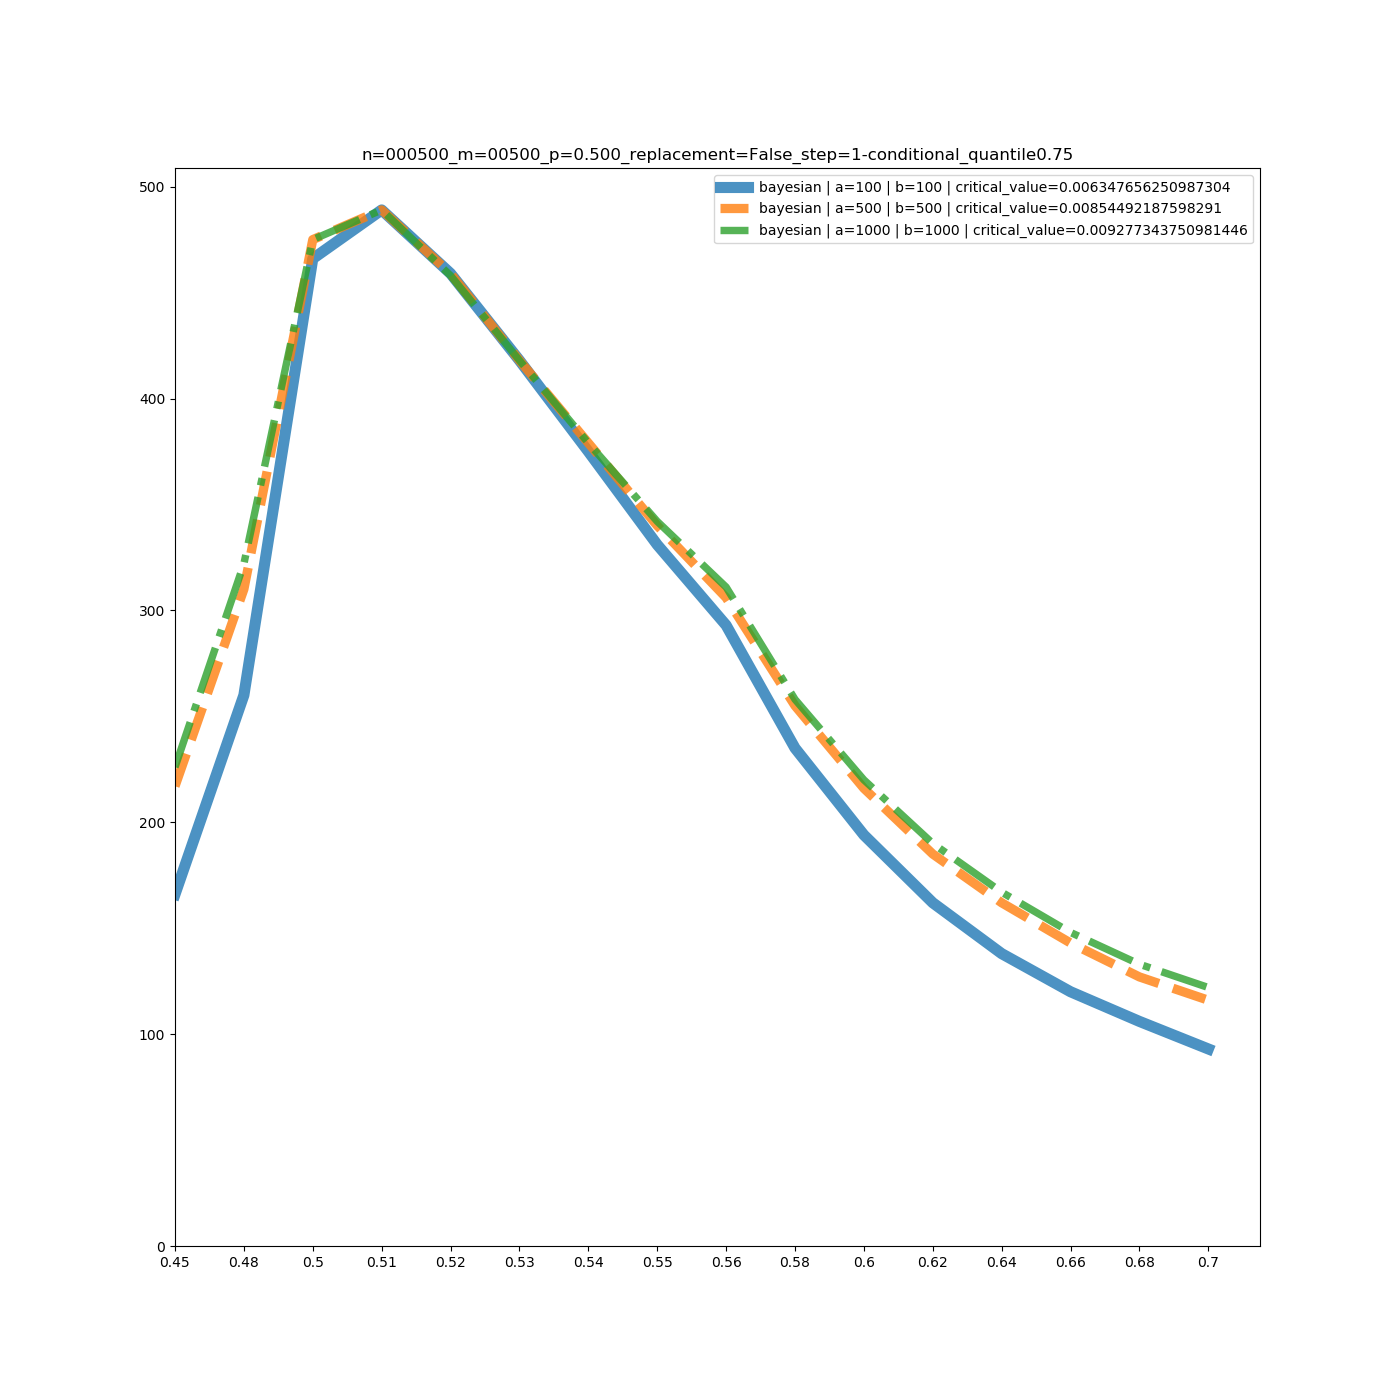 n=000500_m=00500_p=0.500_replacement=False_step=1-conditional_quantile0.75
bayesian | a=100 | b=100 | critical_value=0.006347656250987304
bayesian | a=500 | b=500 | critical_value=0.00854492187598291
bayesian | a=1000 | b=1000 | critical_value=0.009277343750981446
500
400
300
200
100
0
0.45 0.48 0.5 0.51 0.52 0.53 0.54 0.55 0.56 0.58 0.6 0.62 0.64 0.66 0.68 0.7